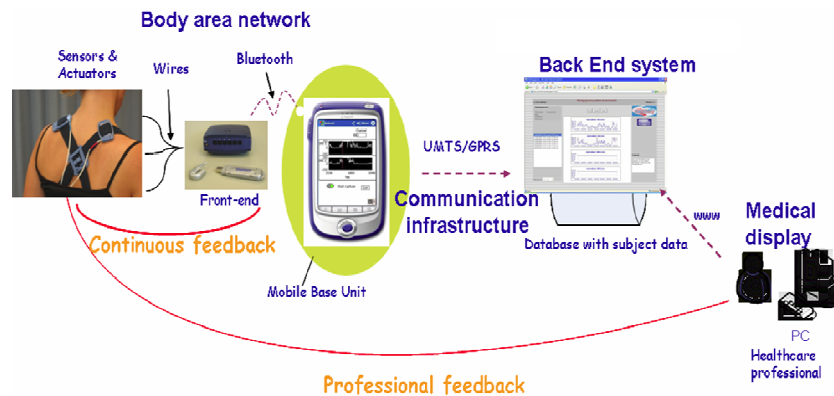 Body area network
Sensors &
Actuators
Wires
Bluetooth
Back End system
UMTS/GPRS
Front-end
Communication
infrastructure
www
Medical
display
Continuous feedback
Database with subject data
Mobile Base Unit
PC
Healthcare
professional
Professional feedback